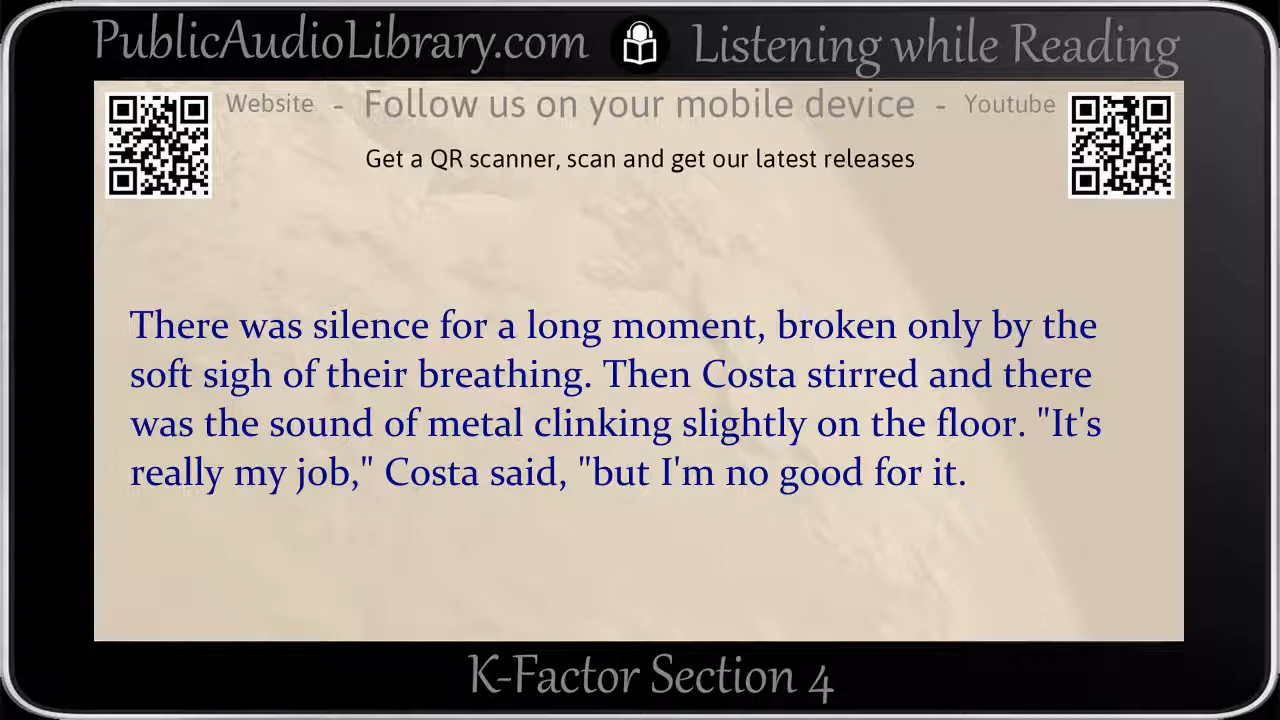 PublicAudioLibrary.com Listening while Reading
Website - Follow us on your mobile device - Youtube
Get a QR scanner, scan and get our latest releases
There was silence for a long moment, broken only by the
soft sigh of their breathing. Then Costa stirred and there
was the sound of metal clinking slightly on the floor. "It's
really my job," Costa said, "but I'm no good for it.
K-Factor Section 4